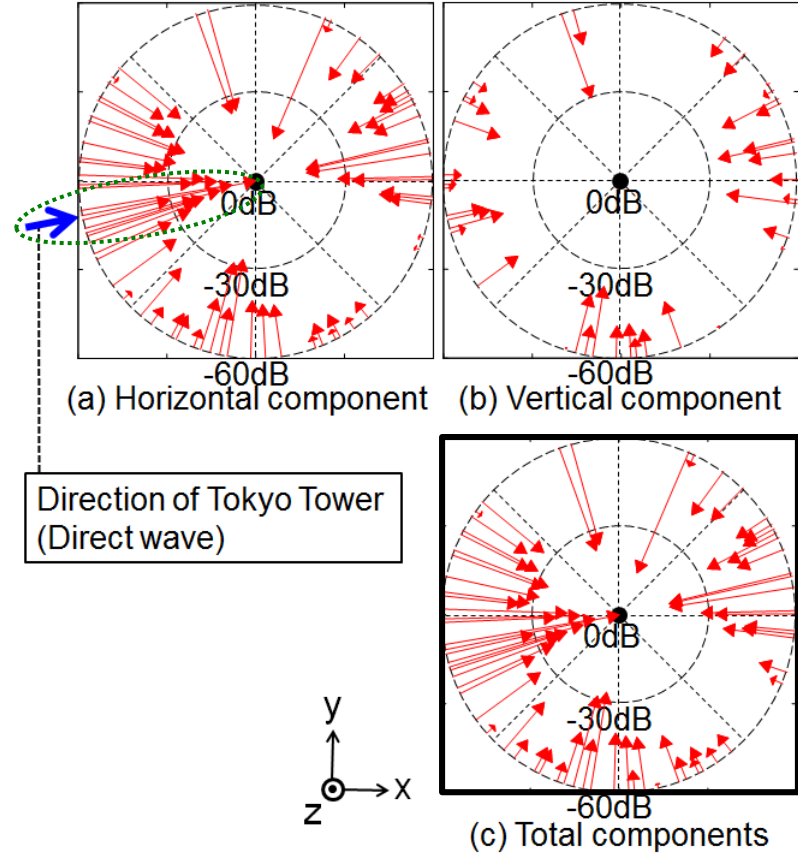 0dB
-30dB
-60dB
(a) Horizontal component
0dB
-30dB
-60dB
(b) Vertical component
Direction of Tokyo Tower
(Direct wave)
0dB
-30dB
-60dB
(c) Total components
y
x
z